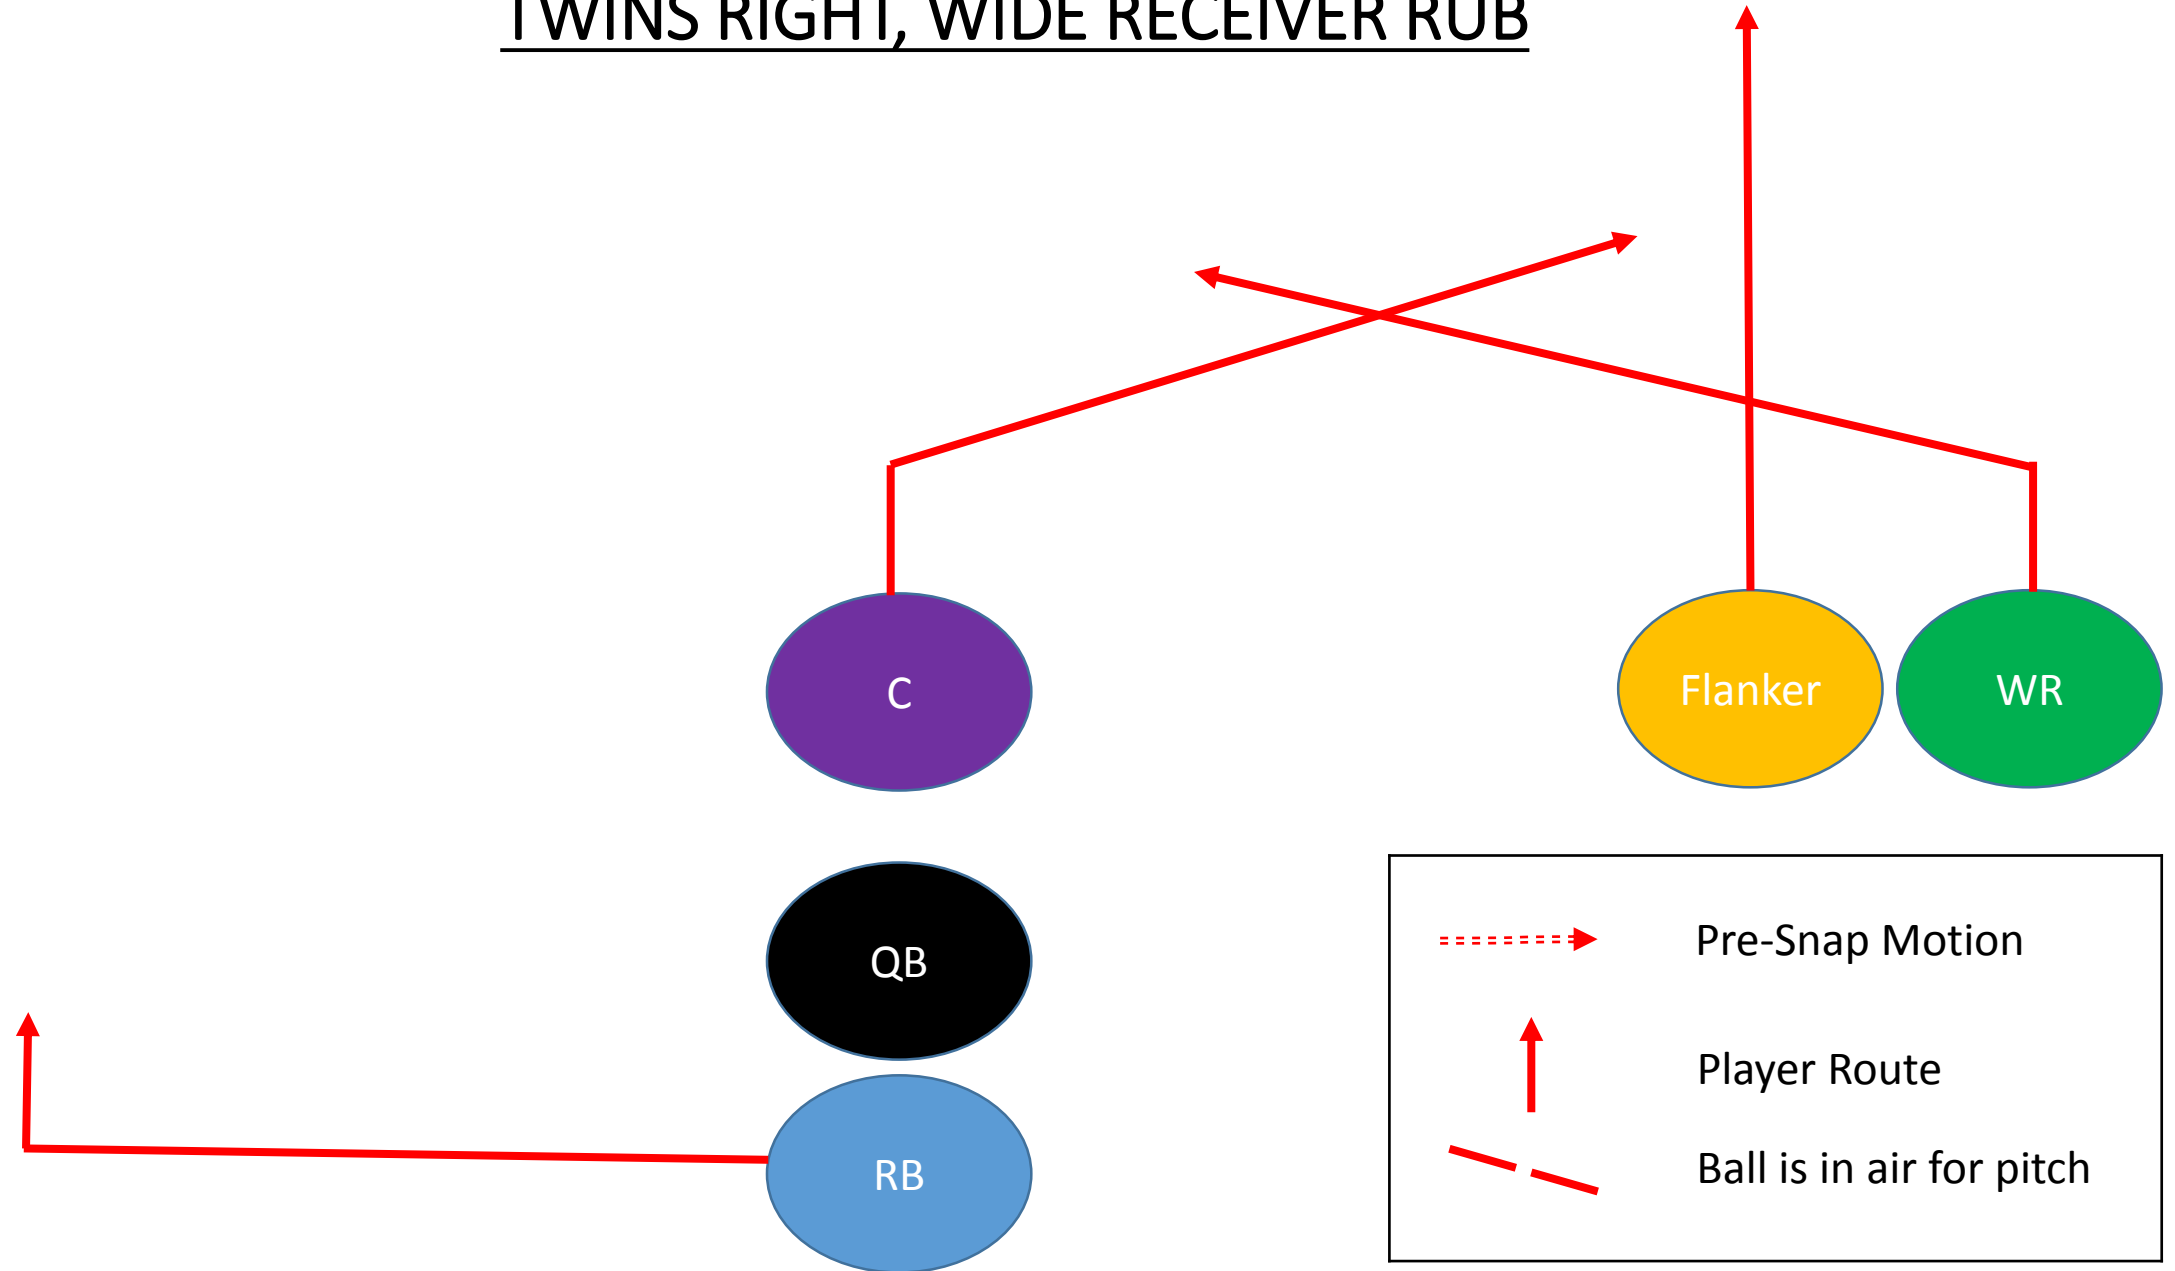 TWINS RIGHT, WIDE RECEIVER RUB
C
Flanker
WR
QB
Pre-Snap Motion
Player Route
RB
Ball is in air for pitch